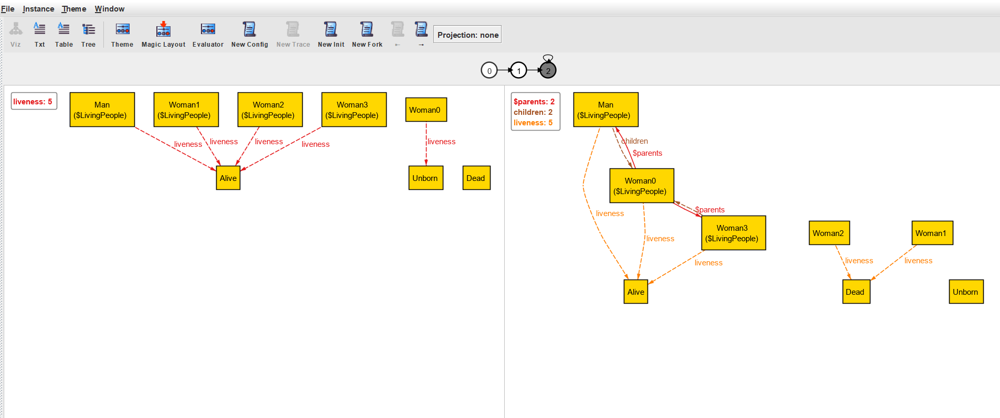 File Instance Theme Window
Viz Txt Table Tree Theme Magic Layout Evaluator New Config New Trace New Init New Fork ← → Projection: none
0 1 2
liveness: 5
Man
($LivingPeople)
Woman1
($LivingPeople)
Woman2
($LivingPeople)
Woman3
($LivingPeople)
Woman0
liveness
liveness
liveness
liveness
liveness
Alive
Unborn
Dead
$parents: 2
children: 2
liveness: 5
Man
($LivingPeople)
children
$parents
Woman0
($LivingPeople)
$parents
liveness
Woman3
($LivingPeople)
Woman2
Woman1
liveness
liveness
liveness
liveness
Alive
Dead
Unborn